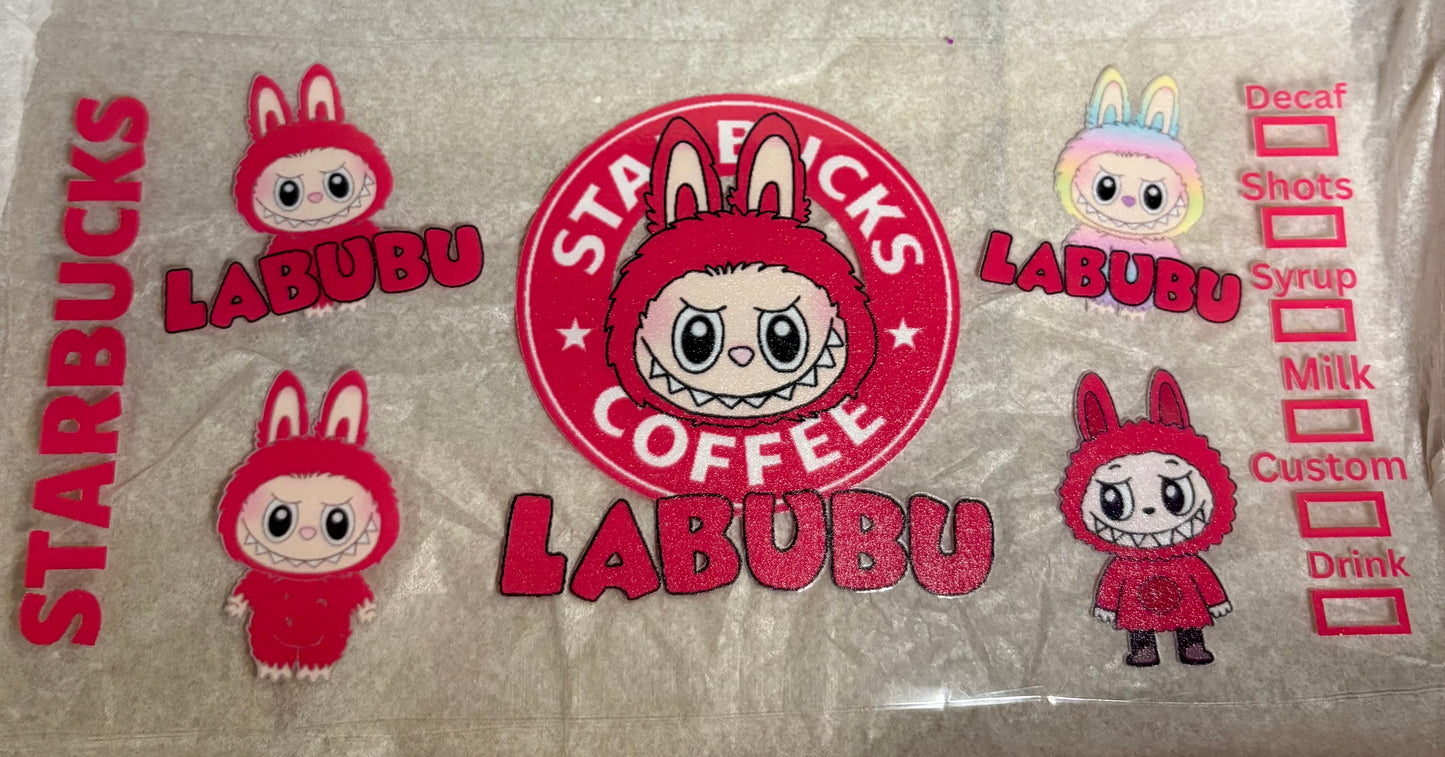 STARBUCKS
LABUBU
STARBUCKS
COFFEE
LABUBU
LABUBU
Decaf
Shots
Syrup
Milk
Custom
Drink